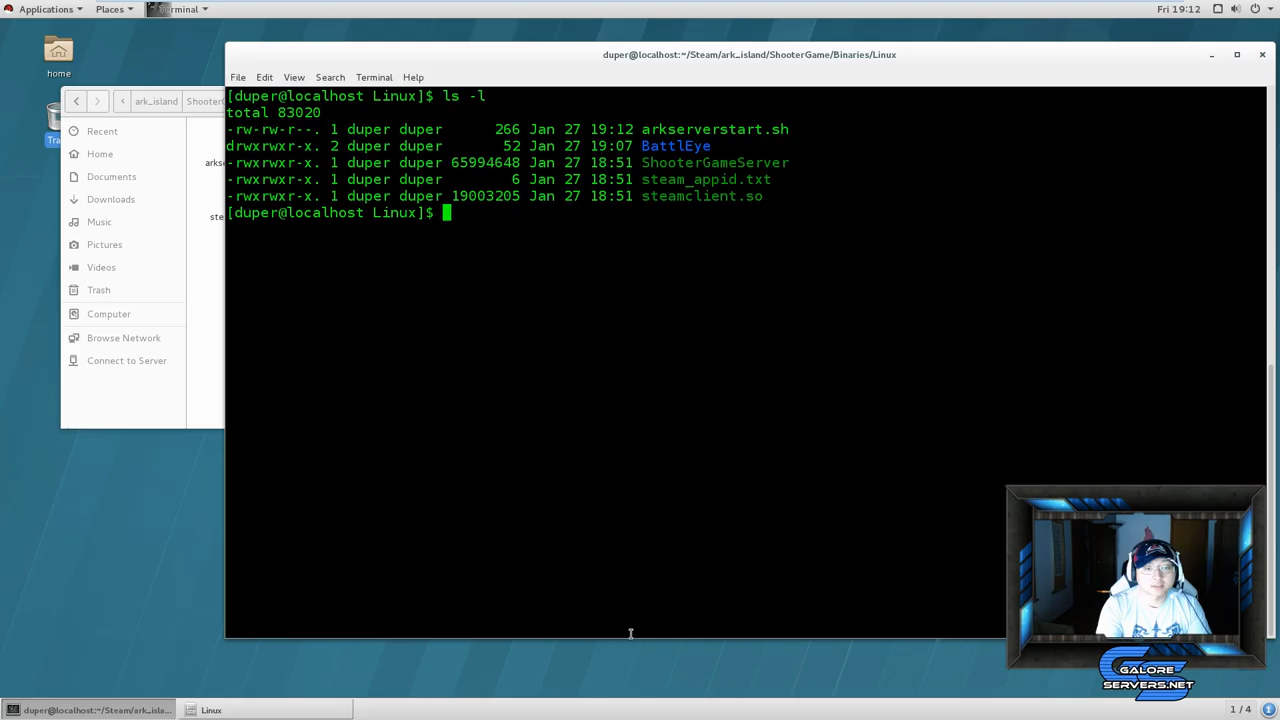 Applications Places Terminal Fri 19:12
home
duper@localhost:~/Steam/ark_island/ShooterGame/Binaries/Linux
File Edit View Search Terminal Help
ark_island
Recent
Home
Documents
Downloads
Music
Pictures
Videos
Trash
Computer
Browse Network
Connect to Server
[duper@localhost Linux]$ ls -l
total 83020
-rw-rw-r--. 1 duper duper 266 Jan 27 19:12 arkserverstart.sh
drwxrwxr-x. 2 duper duper 52 Jan 27 19:07 BattlEye
-rwxrwxr-x. 1 duper duper 65994648 Jan 27 18:51 ShooterGameServer
-rwxrwxr-x. 1 duper duper 6 Jan 27 18:51 steam_appid.txt
-rwxrwxr-x. 1 duper duper 19003205 Jan 27 18:51 steamclient.so
[duper@localhost Linux]$
GALORE
SERVERS.NET
duper@localhost:~/Steam/ark_isla... Linux 1 / 4